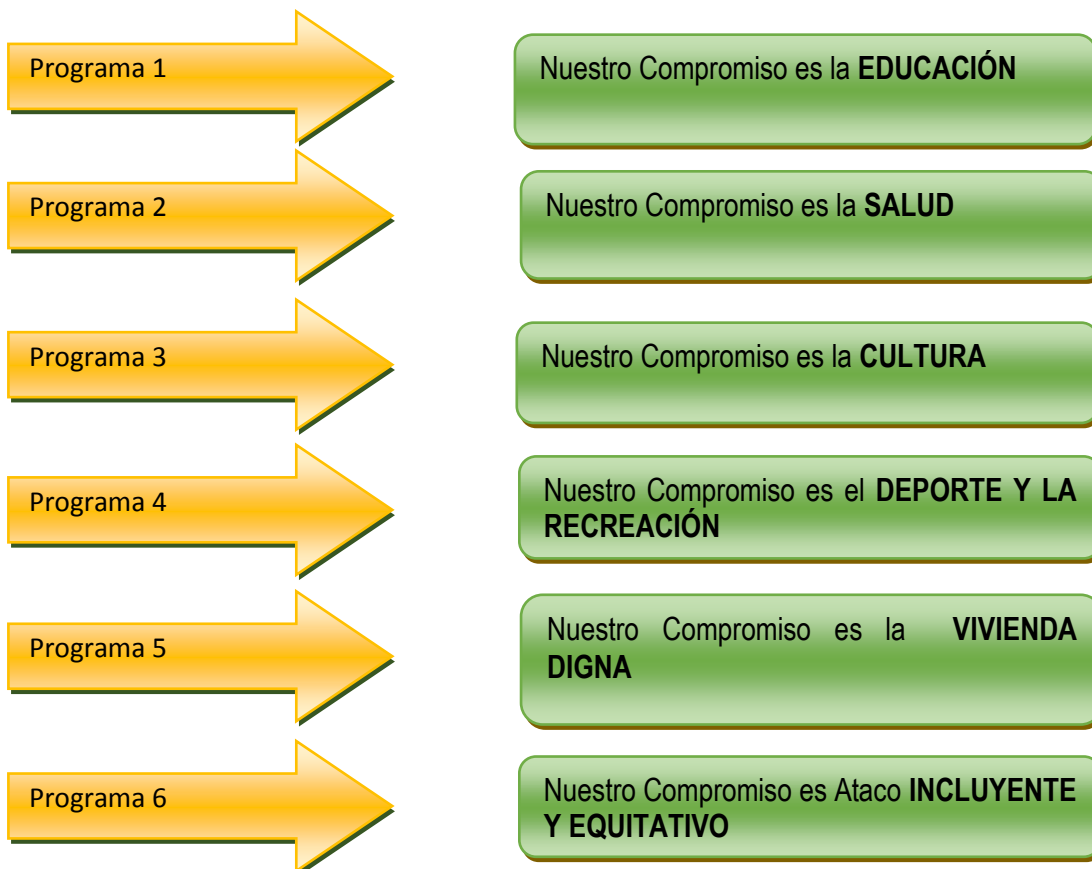 Programa 1
Nuestro Compromiso es la EDUCACIÓN
Programa 2
Nuestro Compromiso es la SALUD
Programa 3
Nuestro Compromiso es la CULTURA
Programa 4
Nuestro Compromiso es el DEPORTE Y LA
RECREACIÓN
Programa 5
Nuestro Compromiso es la VIVIENDA
DIGNA
Programa 6
Nuestro Compromiso es Ataco INCLUYENTE
Y EQUITATIVO